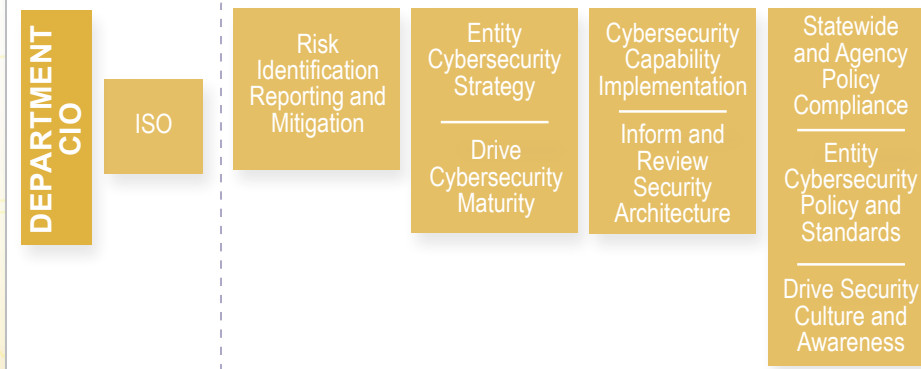 DEPARTMENT
CIO
ISO
Risk
Identification
Reporting and
Mitigation
Entity
Cybersecurity
Strategy
Drive
Cybersecurity
Maturity
Cybersecurity
Capability
Implementation
Inform and
Review
Security
Architecture
Statewide
and Agency
Policy
Compliance
Entity
Cybersecurity
Policy and
Standards
Drive Security
Culture and
Awareness